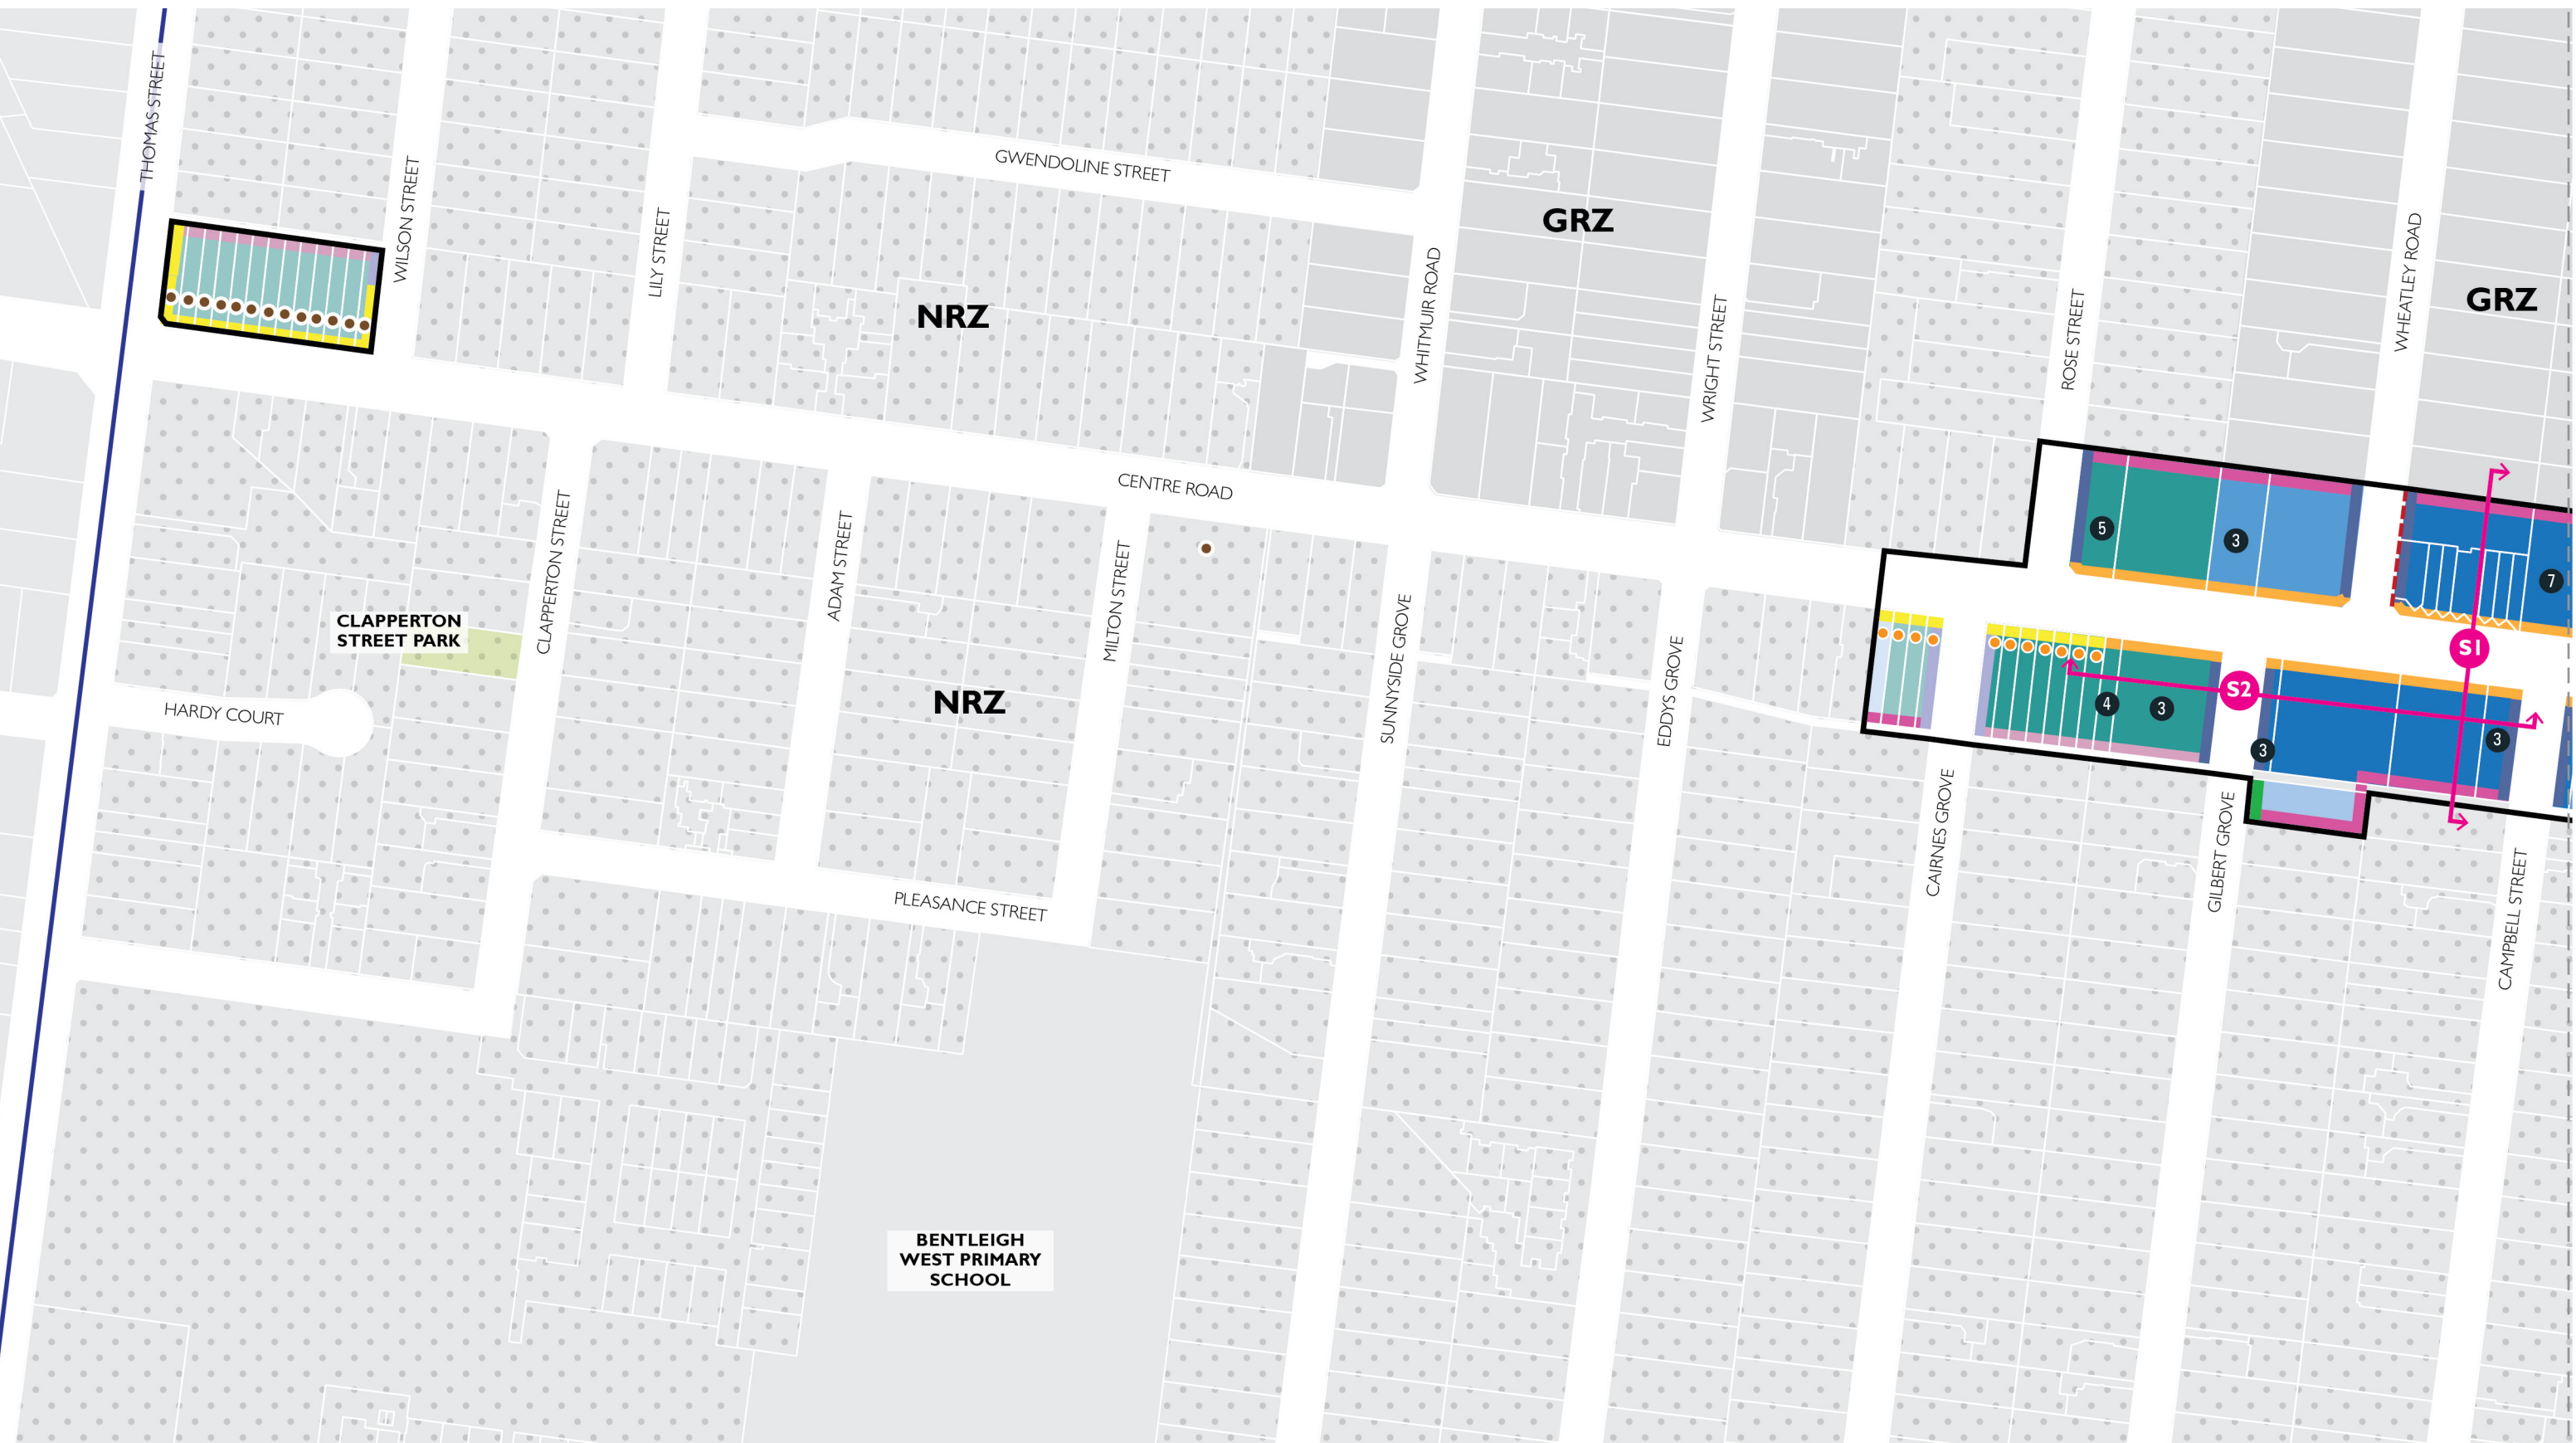 THOMAS STREET
WILSON STREET
LILY STREET
GWENDOLINE STREET
NRZ
GRZ
WHITMUIR ROAD
WRIGHT STREET
ROSE STREET
WHEATLEY ROAD
GRZ
CENTRE ROAD
5
3
7
S1
CLAPPERTON
STREET PARK
CLAPPERTON STREET
ADAM STREET
MILTON STREET
NRZ
SUNNYSIDE GROVE
EDDYS GROVE
S2
4
3
3
3
HARDY COURT
CAIRNES GROVE
GILBERT GROVE
CAMPBELL STREET
PLEASANCE STREET
BENTLEIGH
WEST PRIMARY
SCHOOL